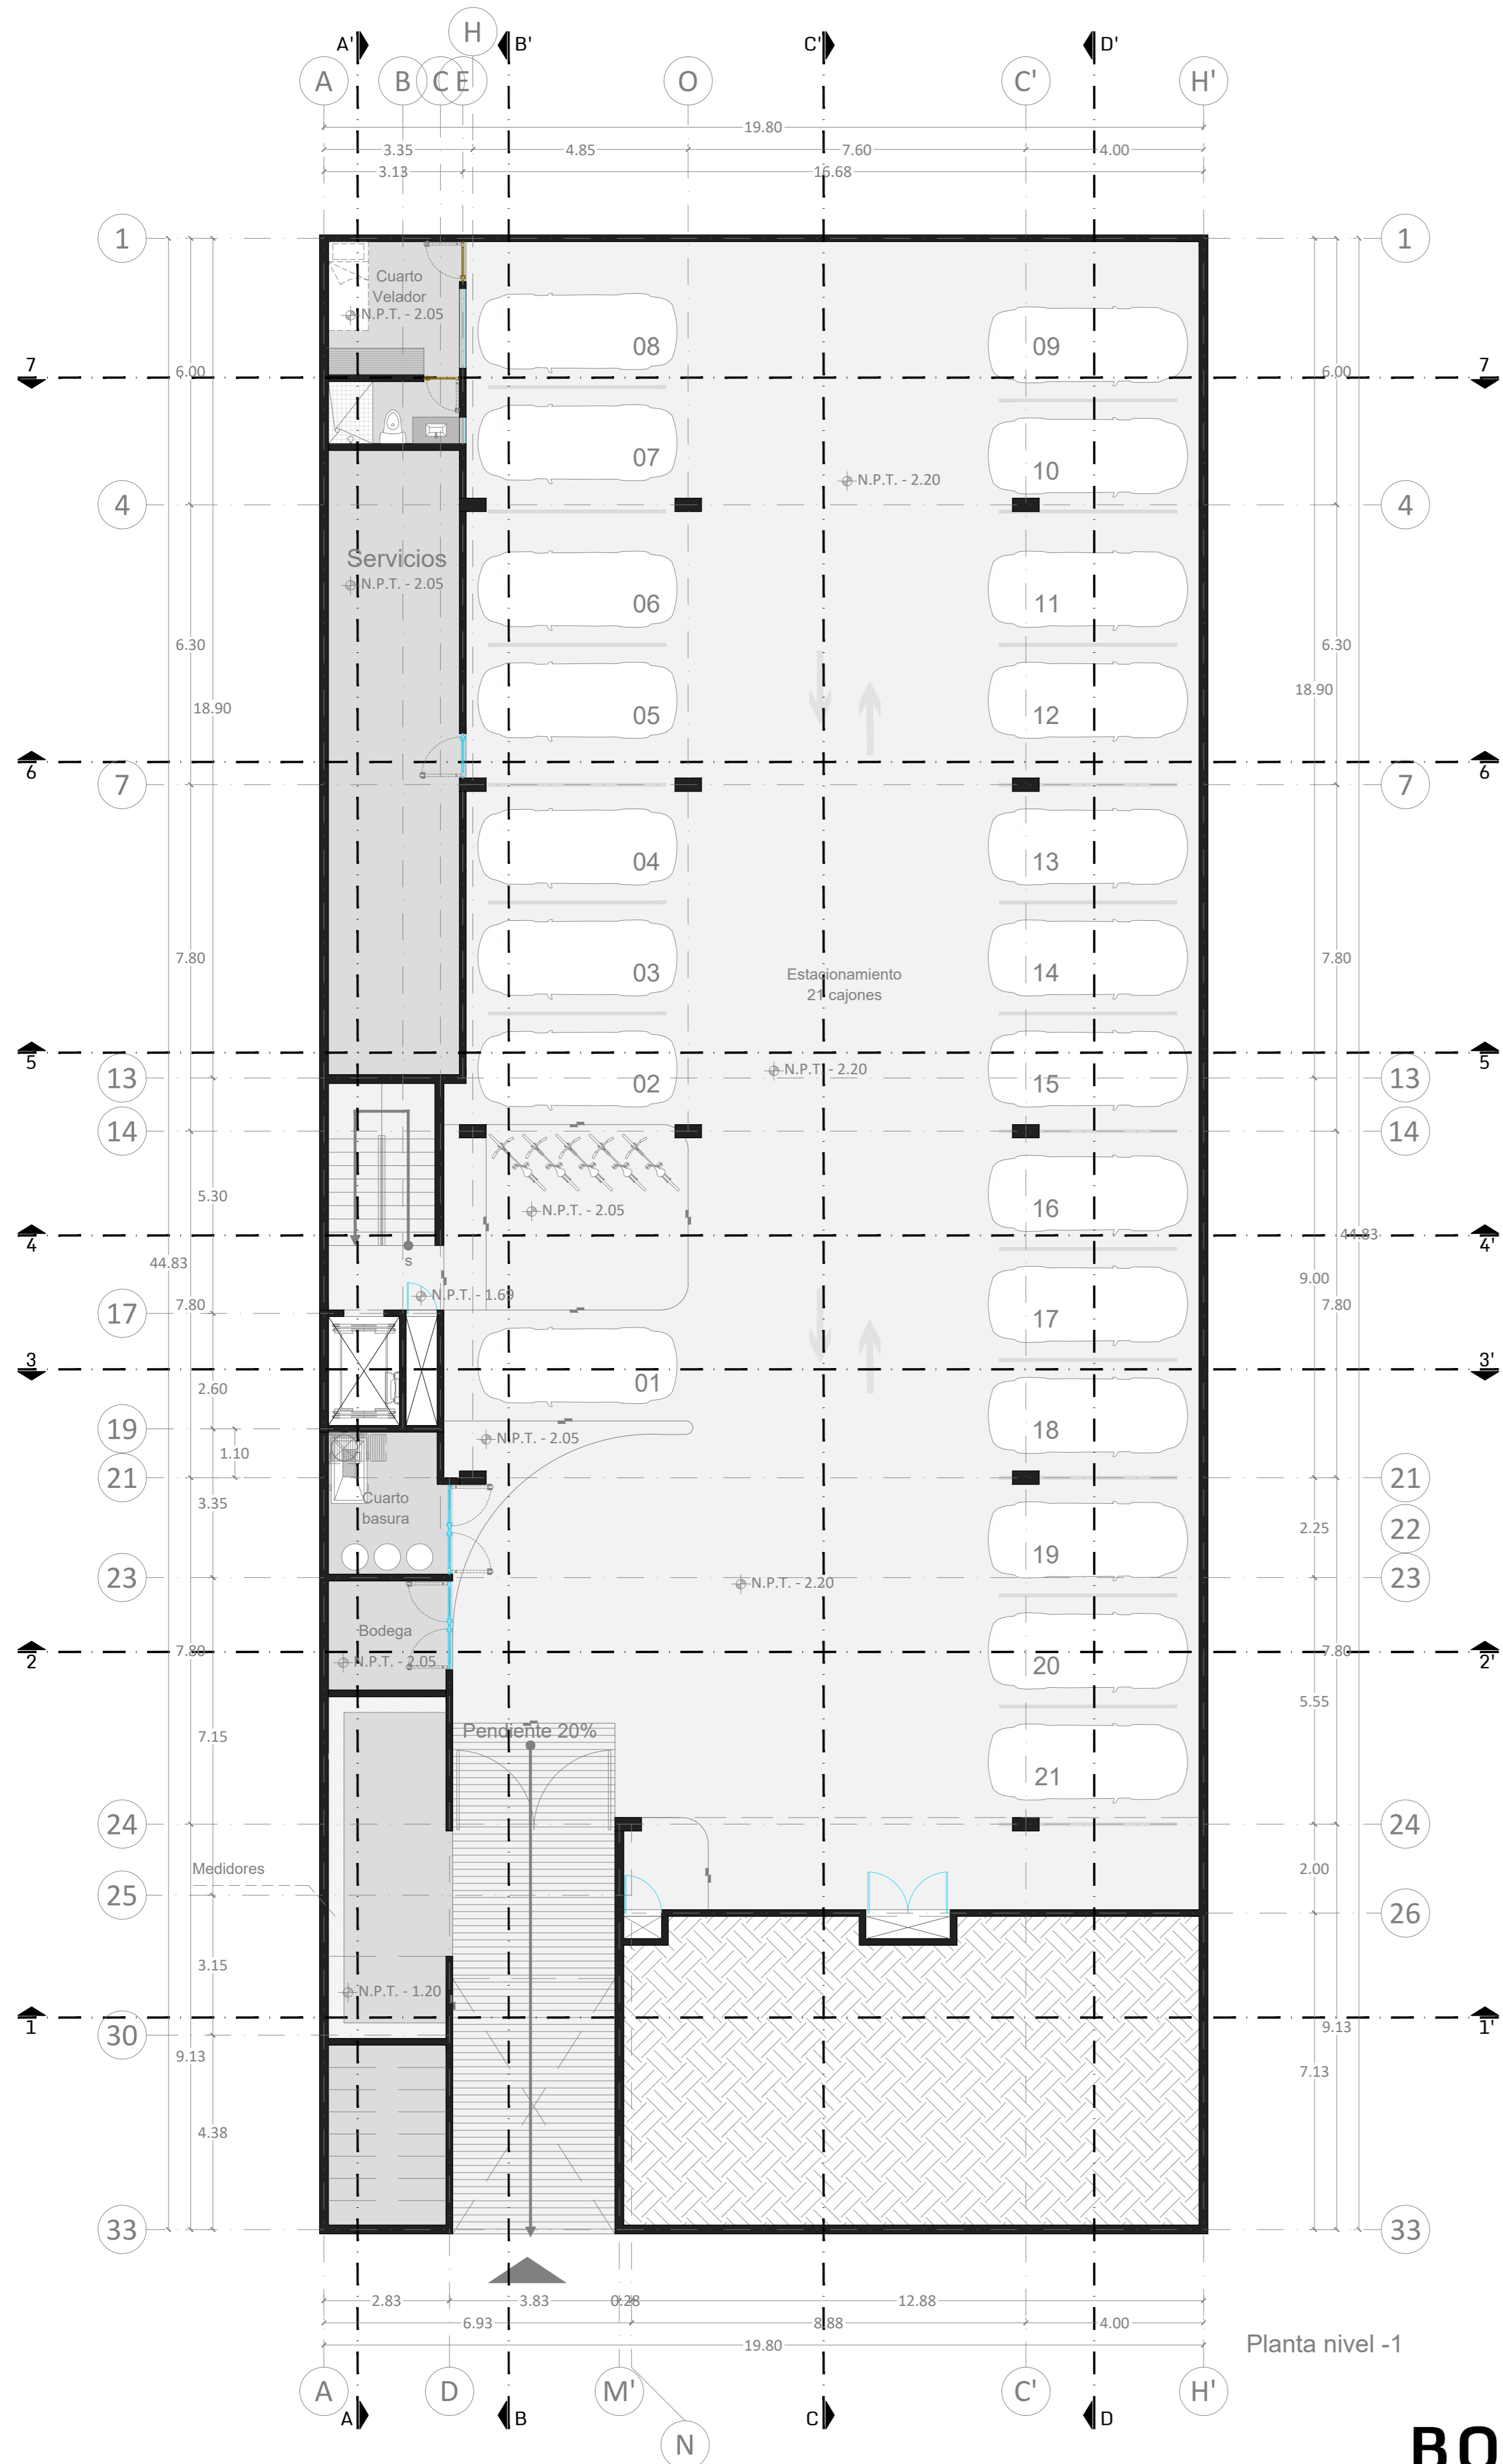 A' H B' C' D'
A B C E O C' H'
19.80
3.35 4.85 7.60 4.00
3.13 16.68
1 1
Cuarto
Velador
N.P.T. - 2.05
08 09
7 6.00 6.00 7
07 10
N.P.T. - 2.20
4 4
Servicios
N.P.T. - 2.05
06 11
6.30 6.30
18.90 18.90
05 12
6 6
7 7
04 13
7.80 7.80
03 14
Estacionamiento
21 cajones
5 5
13 02 N.P.T. - 2.20 15 13
14 14
5.30 N.P.T. - 2.05 16
4 44.83 4'
s
44.83 9.00
7.80 N.P.T. - 1.69 7.80
17 17
3 3'
2.60 01
19 18
1.10 N.P.T. - 2.05
21 21
3.35 Cuarto 2.25 22
basura
19
23 N.P.T. - 2.20 23
Bodega
2 7.80 N.P.T. - 2.05 20 7.80 2'
5.55
7.15 Pendiente 20%
21
24 24
Medidores 2.00
25 26
3.15
N.P.T. - 1.20
1 1'
30 9.13
9.13 7.13
4.38
33 33
2.83 3.83 0.28 12.88
6.93 8.88 4.00
19.80
Planta nivel -1
A D M' C' H'
A B C D
N
BO